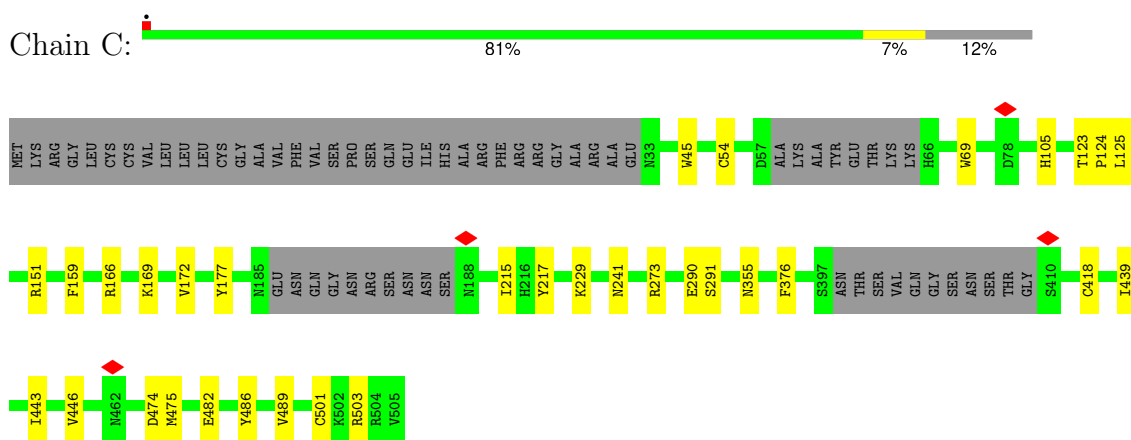 Chain C:
81% 7% 12%
MET LYS ARG GLY LEU CYS CYS VAL LEU LEU LEU CYS GLY ALA VAL PHE VAL SER PRO SER GLN GLU ILE HIS ALA ARG PHE ARG ARG GLY ALA ARG ALA GLU N33 W45 C54 D57 ALA LYS ALA TYR GLU THR LYS LYS H66 W69 D78 H105 T123 P124 L125
R151 F159 R166 K169 V172 Y177 N185 GLU ASN GLN GLY ASN ARG SER ASN ASN SER N188 I215 H216 Y217 K229 N241 R273 E290 S291 N355 F376 S397 ASN THR SER VAL GLN GLY SER ASN SER THR GLY S410 C418 I439
I443 V446 N462 D474 M475 E482 Y486 V489 C501 K502 R503 R504 V505